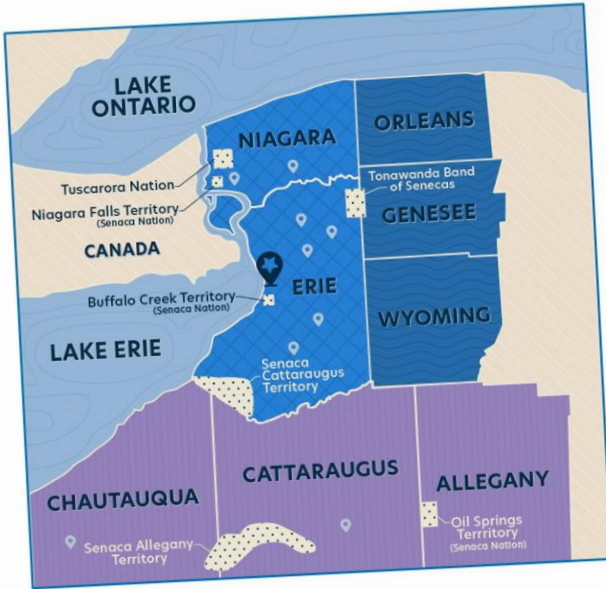 LAKE
ONTARIO
NIAGARA
ORLEANS
Tuscarora Nation
Tonawanda Band
of Senecas
Niagara Falls Territory
(Senaca Nation)
GENESEE
CANADA
ERIE
Buffalo Creek Territory
(Senaca Nation)
WYOMING
LAKE ERIE
Senaca
Cattaraugus
Territory
CATTARAUGUS
ALLEGANY
CHAUTAUQUA
Oil Springs
Terrritory
(Senaca Nation)
Senaca Allegany
Territory